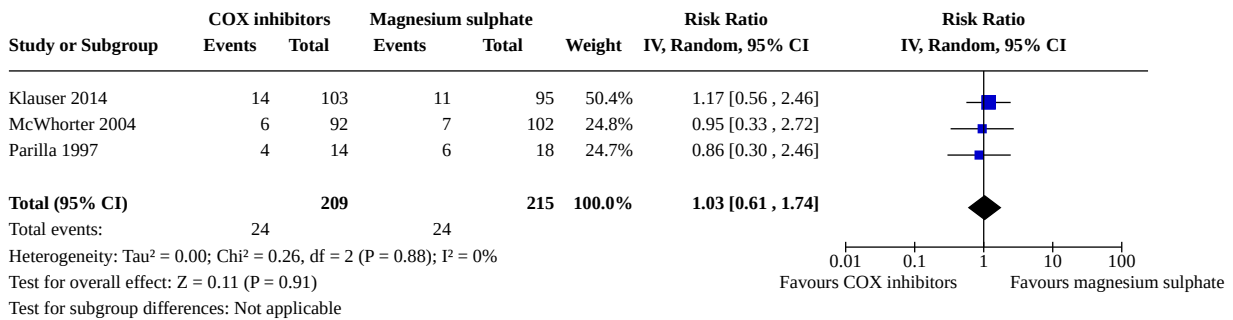 COX inhibitors Magnesium sulphate Risk Ratio Risk Ratio
Study or Subgroup Events Total Events Total Weight IV, Random, 95% CI IV, Random, 95% CI
Klauser 2014 14 103 11 95 50.4% 1.17 [0.56 , 2.46]
McWhorter 2004 6 92 7 102 24.8% 0.95 [0.33 , 2.72]
Parilla 1997 4 14 6 18 24.7% 0.86 [0.30 , 2.46]
Total (95% CI) 209 215 100.0% 1.03 [0.61 , 1.74]
Total events: 24 24
Heterogeneity: Tau² = 0.00; Chi² = 0.26, df = 2 (P = 0.88); I² = 0%
0.01 0.1 1 10 100
Test for overall effect: Z = 0.11 (P = 0.91)
Favours COX inhibitors Favours magnesium sulphate
Test for subgroup differences: Not applicable